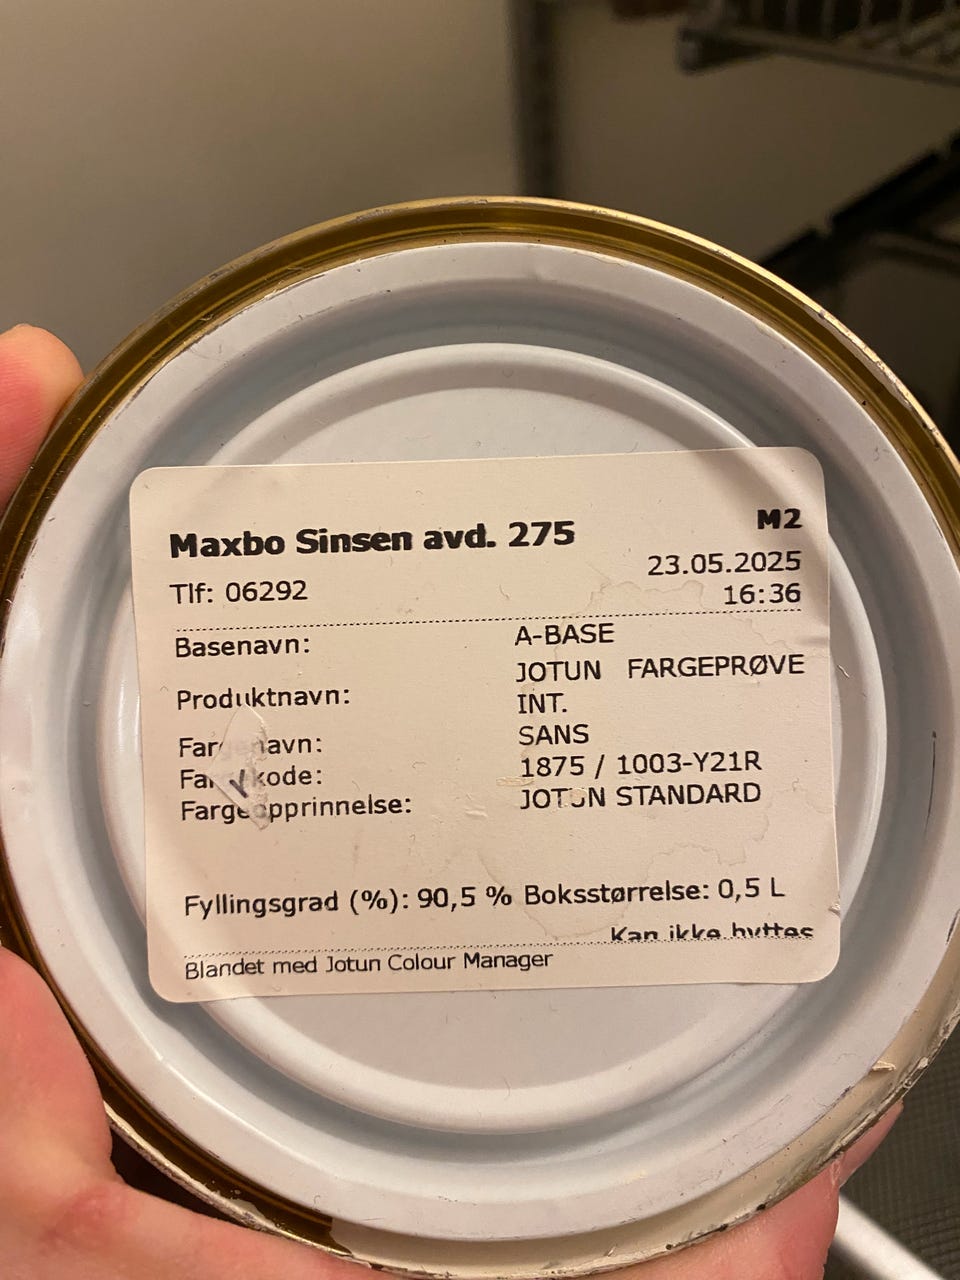 Maxbo Sinsen avd. 275
M2
Tlf: 06292
23.05.2025
16:36
Basenavn: A-BASE
Produktnavn: JOTUN FARGEPRØVE
INT.
Fargenavn: SANS
Fargekode: 1875 / 1003-Y21R
Fargeopprinnelse: JOTUN STANDARD
Fyllingsgrad (%): 90,5 % Boksstørrelse: 0,5 L
Kan ikke byttes
Blandet med Jotun Colour Manager